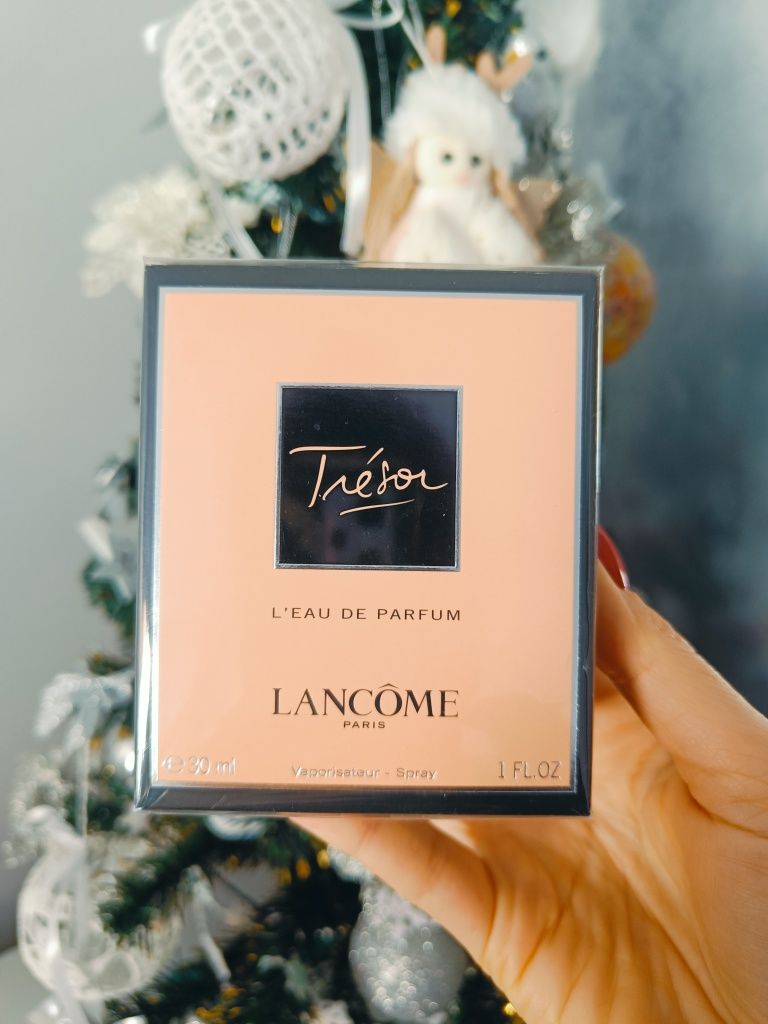 Trésor
L'EAU DE PARFUM
LANCÔME
PARIS
℮ 30 ml Vaporisateur - Spray 1 FL.OZ